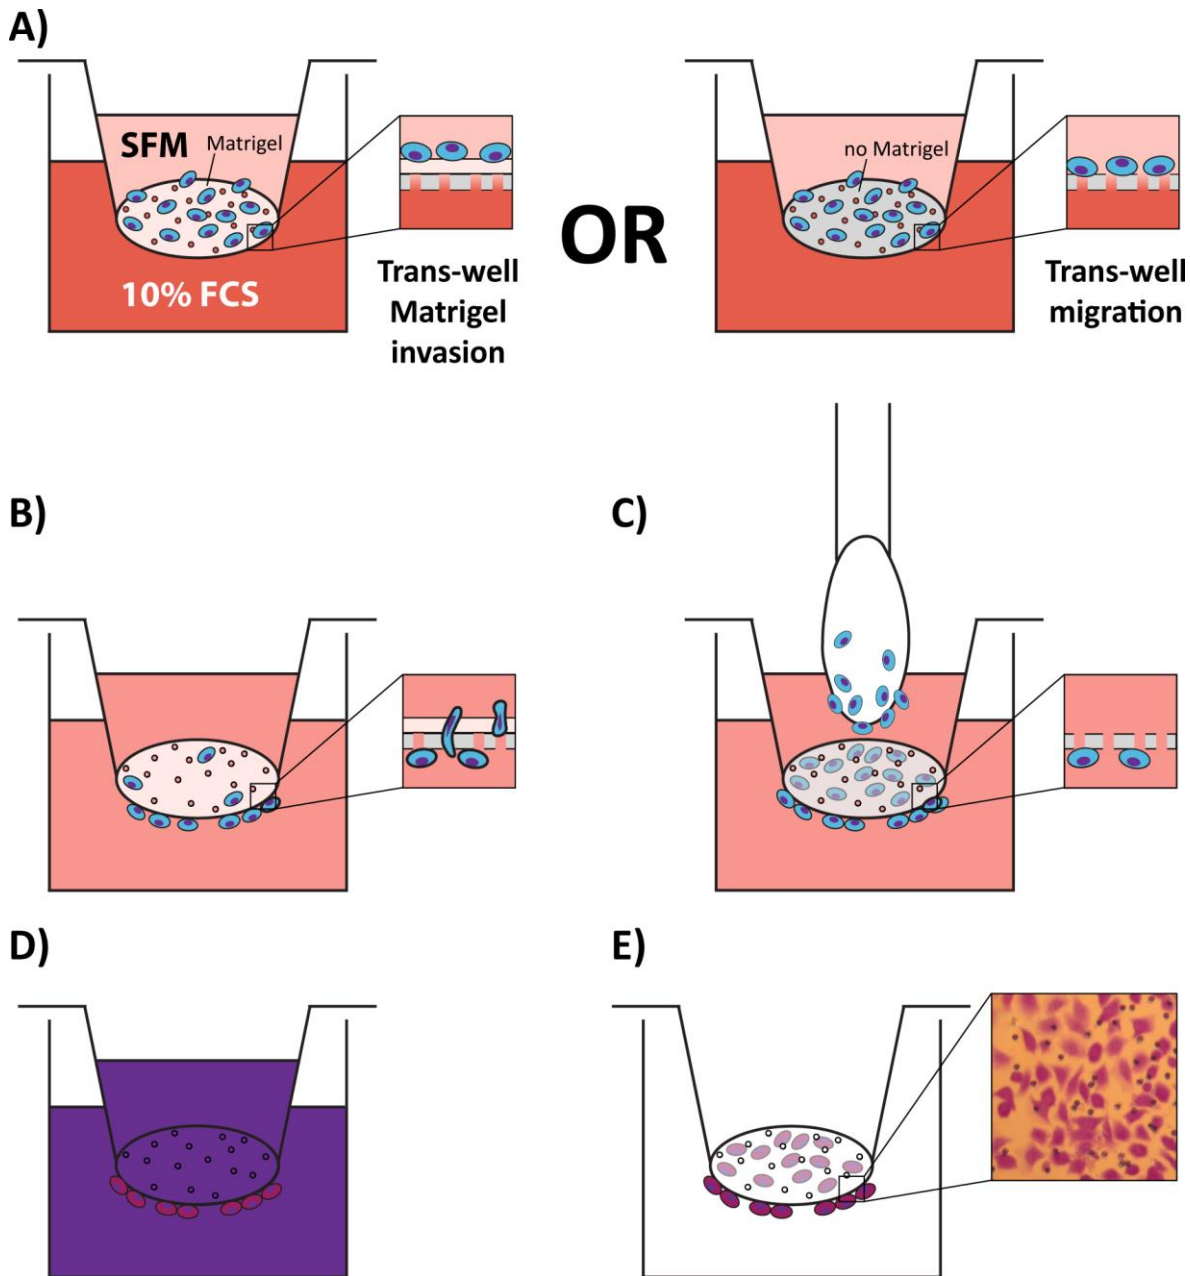 A)
SFM
Matrigel
10% FCS
Trans-well
Matrigel
invasion
OR
no Matrigel
Trans-well
migration
B)
C)
D)
E)